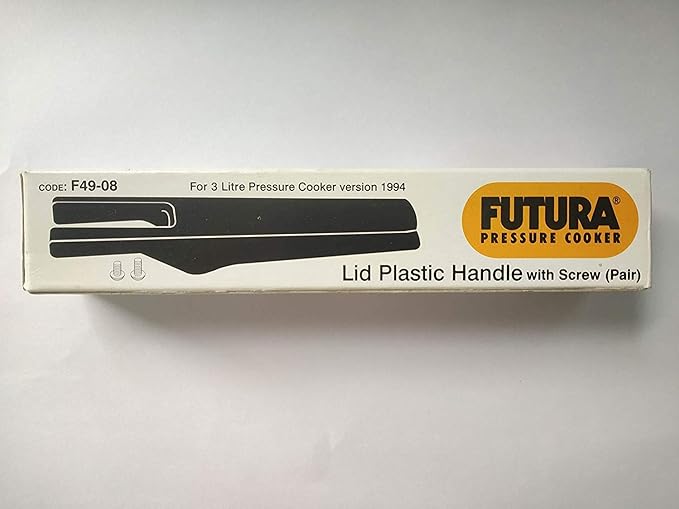 CODE: F49-08
For 3 Litre Pressure Cooker version 1994
FUTURA®
PRESSURE COOKER
Lid Plastic Handle with Screw (Pair)